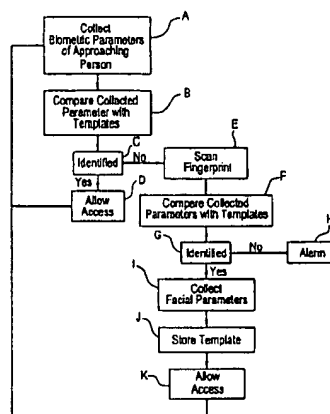 A
Collect
Biometric Parameters
of Approaching
Person
B
Compare Collected
Parameter with
Templates
C
Identified
No
Yes
D
Allow
Access
E
Scan
Fingerprint
F
Compare Collected
Parameters with Templates
G
Identified
No
H
Alarm
Yes
I
Collect
Facial Parameters
J
Store Template
K
Allow
Access